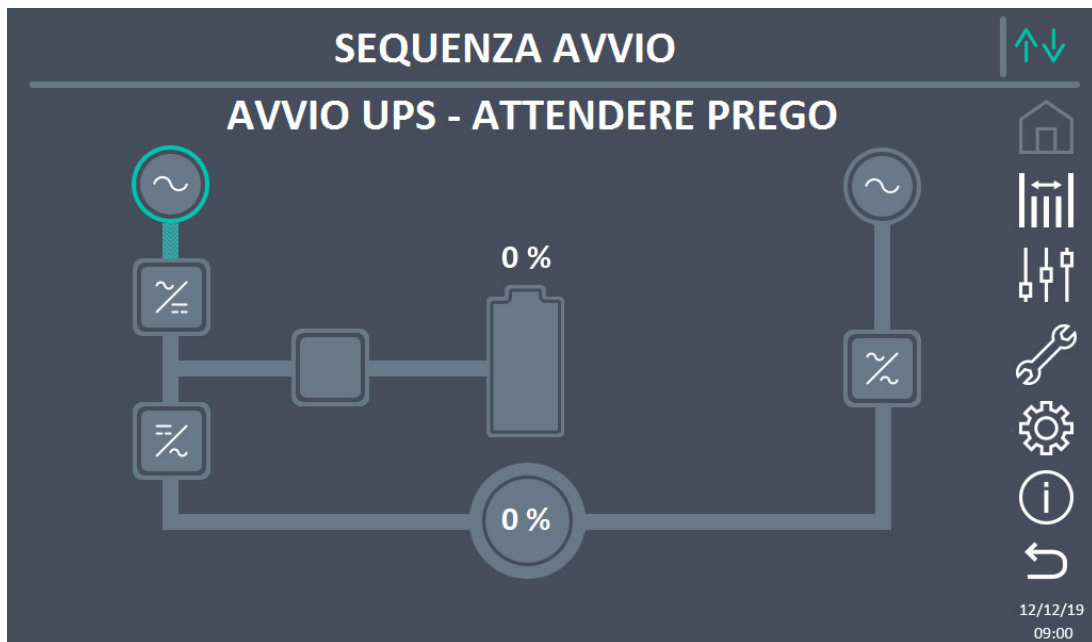 SEQUENZA AVVIO
AVVIO UPS - ATTENDERE PREGO
0 %
0 %
12/12/19
09:00